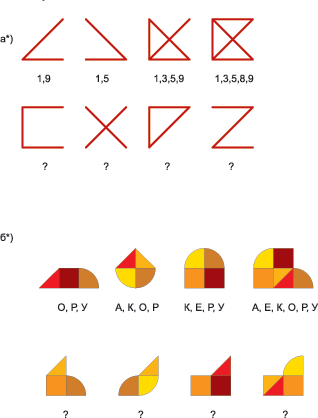 а*)
1,9 1,5 1,3,5,9 1,3,5,8,9
? ? ? ?
б*)
О, Р, У А, К, О, Р К, Е, Р, У А, Е, К, О, Р, У
? ? ? ?